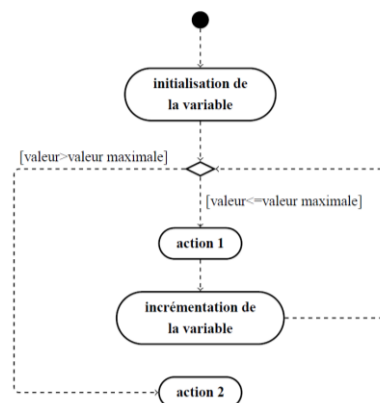 initialisation de
la variable
[valeur>valeur maximale]
[valeur<=valeur maximale]
action 1
incrémentation de
la variable
action 2